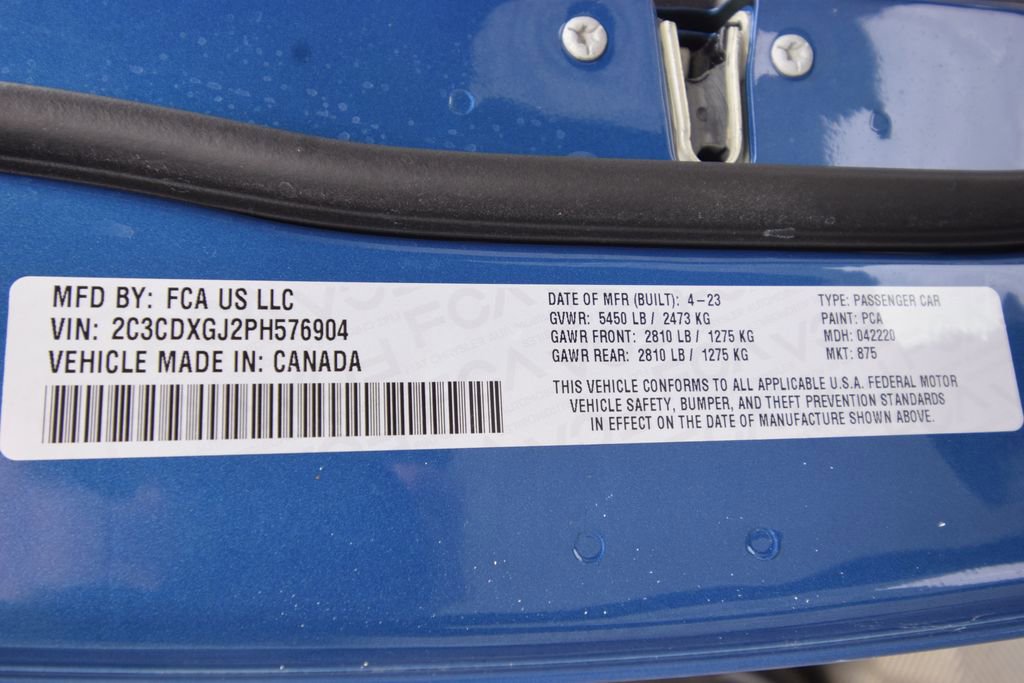 MFD BY: FCA US LLC
VIN: 2C3CDXGJ2PH576904
VEHICLE MADE IN: CANADA
DATE OF MFR (BUILT): 4-23
GVWR: 5450 LB / 2473 KG
GAWR FRONT: 2810 LB / 1275 KG
GAWR REAR: 2810 LB / 1275 KG
TYPE: PASSENGER CAR
PAINT: PCA
MDH: 042220
MKT: 875
THIS VEHICLE CONFORMS TO ALL APPLICABLE U.S.A. FEDERAL MOTOR
VEHICLE SAFETY, BUMPER, AND THEFT PREVENTION STANDARDS
IN EFFECT ON THE DATE OF MANUFACTURE SHOWN ABOVE.